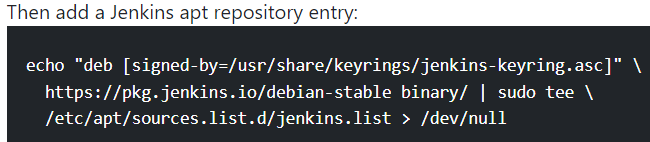 Then add a Jenkins apt repository entry:
echo "deb [signed-by=/usr/share/keyrings/jenkins-keyring.asc]" \
https://pkg.jenkins.io/debian-stable binary/ | sudo tee \
/etc/apt/sources.list.d/jenkins.list > /dev/null